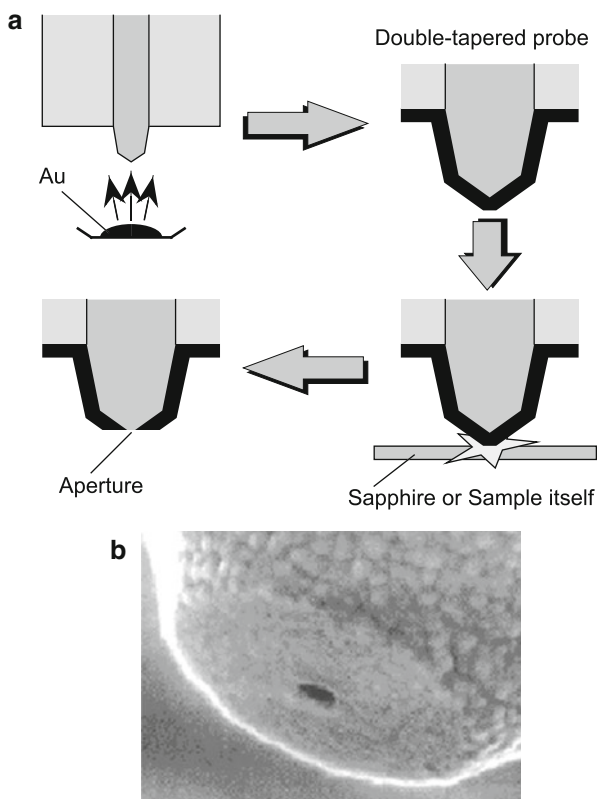 a
Double-tapered probe
Au
Aperture
Sapphire or Sample itself
b